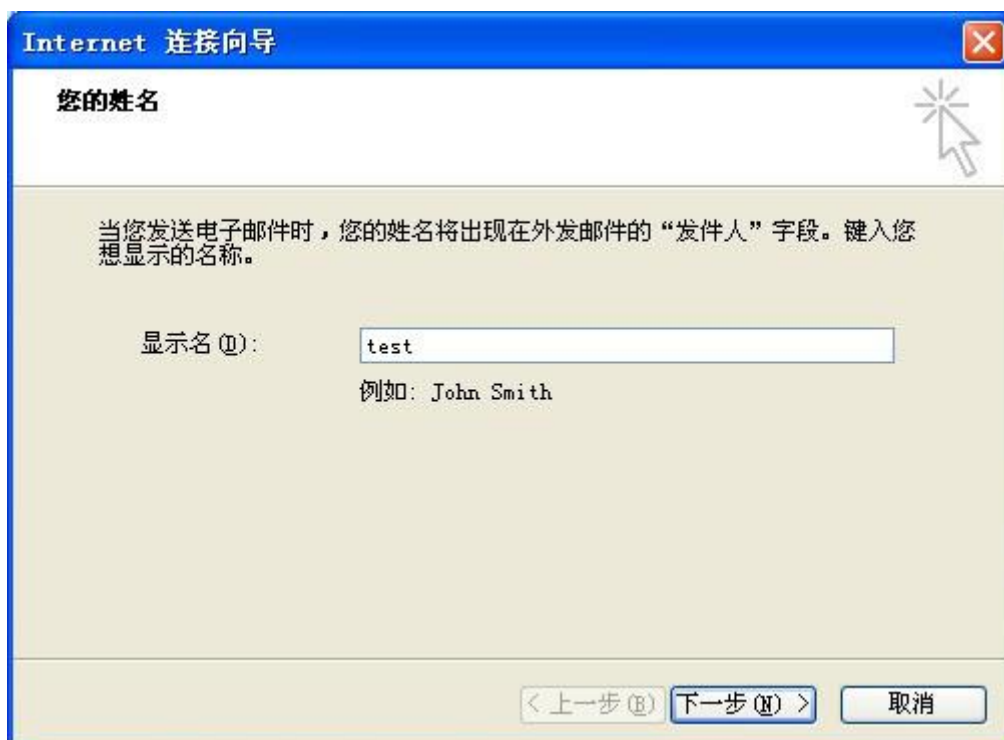 Internet 连接向导
您的姓名
当您发送电子邮件时，您的姓名将出现在外发邮件的“发件人”字段。键入您
想显示的名称。
显示名(D):
test
例如: John Smith
< 上一步(B)
下一步(N) >
取消